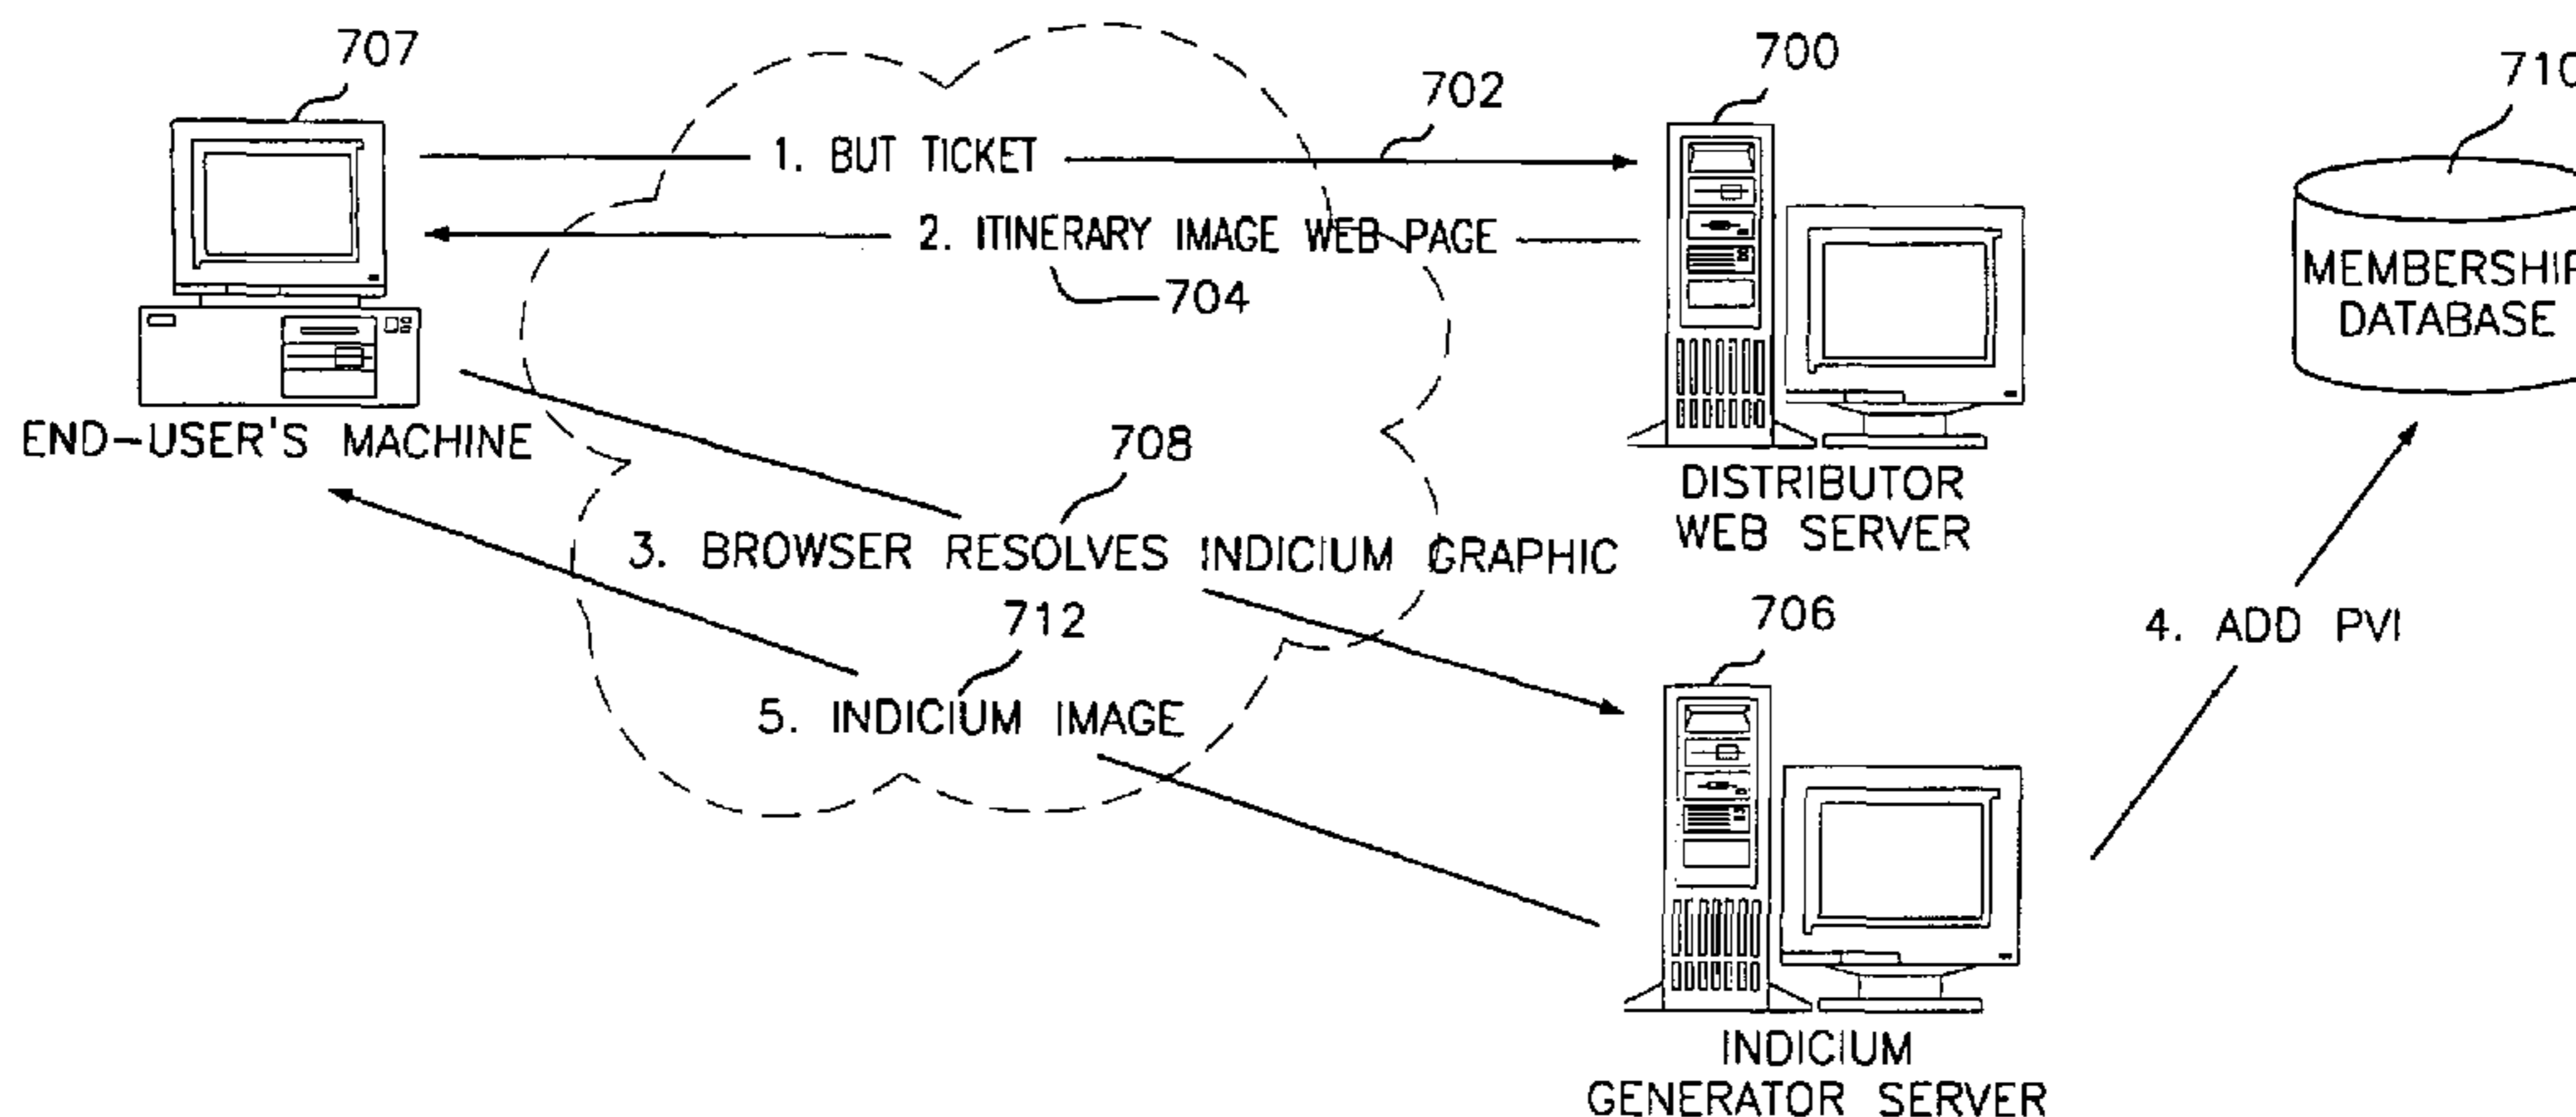 707
700
710
702
1. BUT TICKET
2. ITINERARY IMAGE WEB PAGE
704
MEMBERSHIP
DATABASE
END-USER'S MACHINE
708
DISTRIBUTOR
WEB SERVER
3. BROWSER RESOLVES INDICIUM GRAPHIC
712
706
4. ADD PVI
5. INDICIUM IMAGE
INDICIUM
GENERATOR SERVER